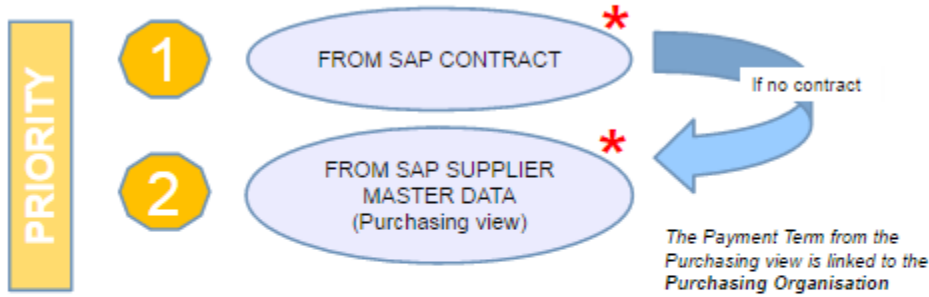 PRIORITY
1
FROM SAP CONTRACT
*
If no contract
2
FROM SAP SUPPLIER
MASTER DATA
(Purchasing view)
*
The Payment Term from the
Purchasing view is linked to the
Purchasing Organisation